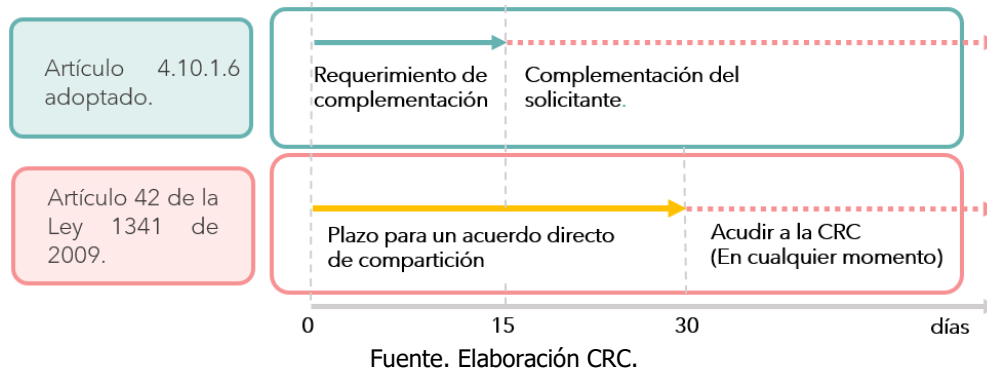 Artículo 4.10.1.6
adoptado.
Requerimiento de
complementación
Complementación del
solicitante.
Artículo 42 de la
Ley 1341 de
2009.
Plazo para un acuerdo directo
de compartición
Acudir a la CRC
(En cualquier momento)
0 15 30 días
Fuente. Elaboración CRC.